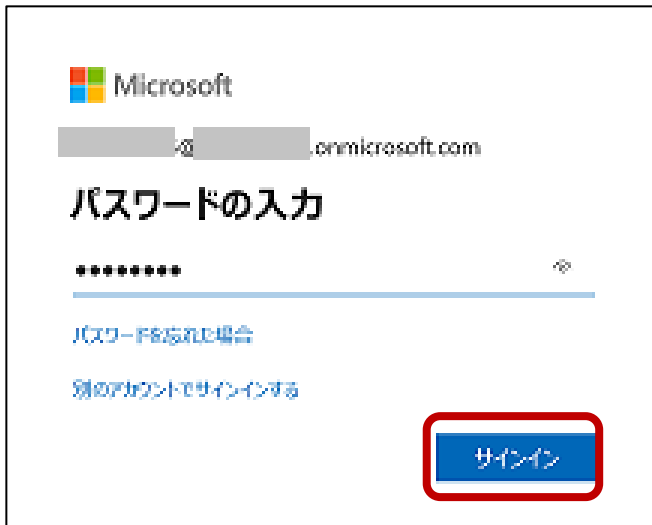 Microsoft
@ .onmicrosoft.com
パスワードの入力
••••••••
パスワードを忘れた場合
別のアカウントでサインインする
サインイン